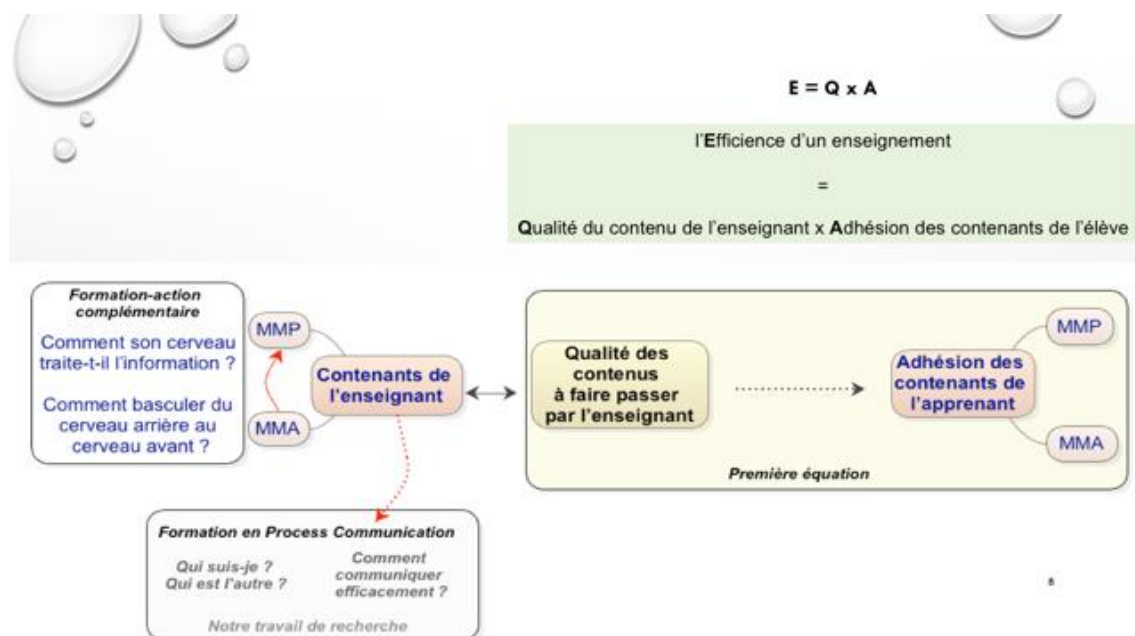 E = Q x A
l'Efficience d'un enseignement
=
Qualité du contenu de l'enseignant x Adhésion des contenants de l'élève
Formation-action
complémentaire
Comment son cerveau
traite-t-il l'information ?
Comment basculer du
cerveau arrière au
cerveau avant ?
MMP
MMA
Contenants de
l'enseignant
Qualité des
contenus
à faire passer
par l'enseignant
Adhésion des
contenants de
l'apprenant
MMP
MMA
Première équation
Formation en Process Communication
Qui suis-je ?
Qui est l'autre ?
Comment
communiquer
efficacement ?
Notre travail de recherche